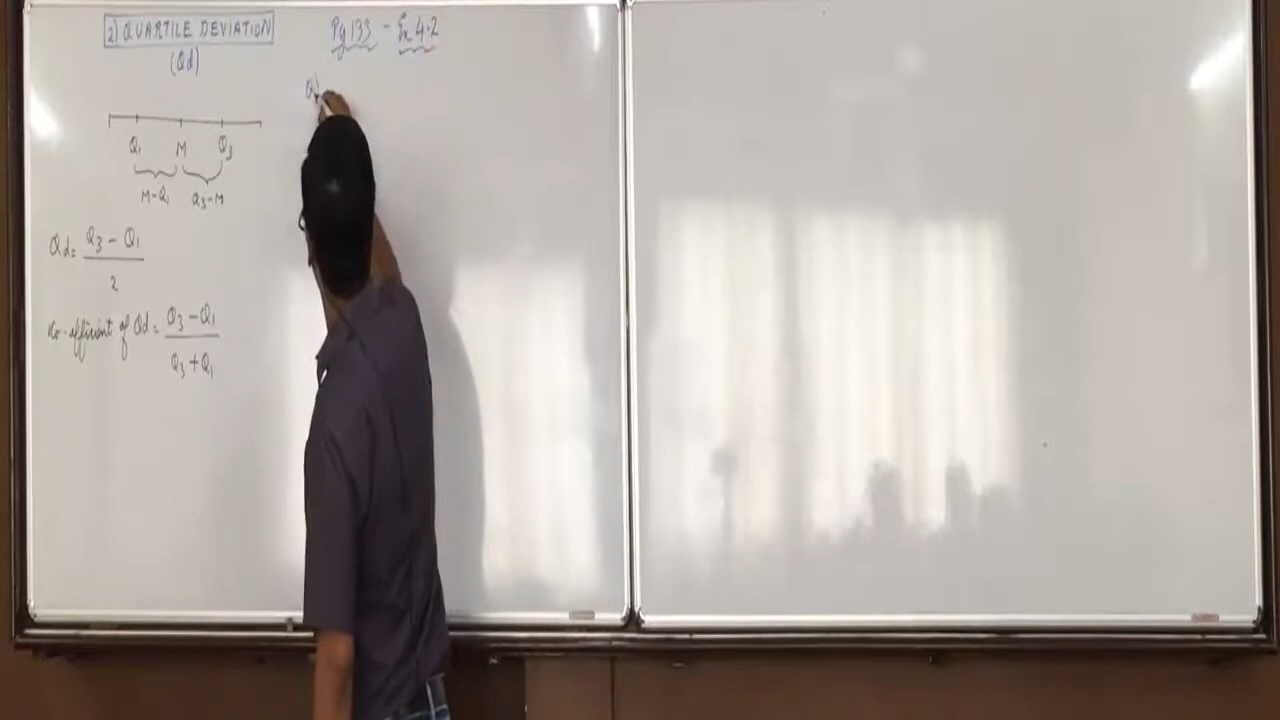 2) QUARTILE DEVIATION
(Qd)
Q₁ M Q₃
M-Q₁ Q₃-M
Qd = Q₃ - Q₁ / 2
Co-efficient of Qd = Q₃ - Q₁ / Q₃ + Q₁
Pg 133 - Ex 4.2